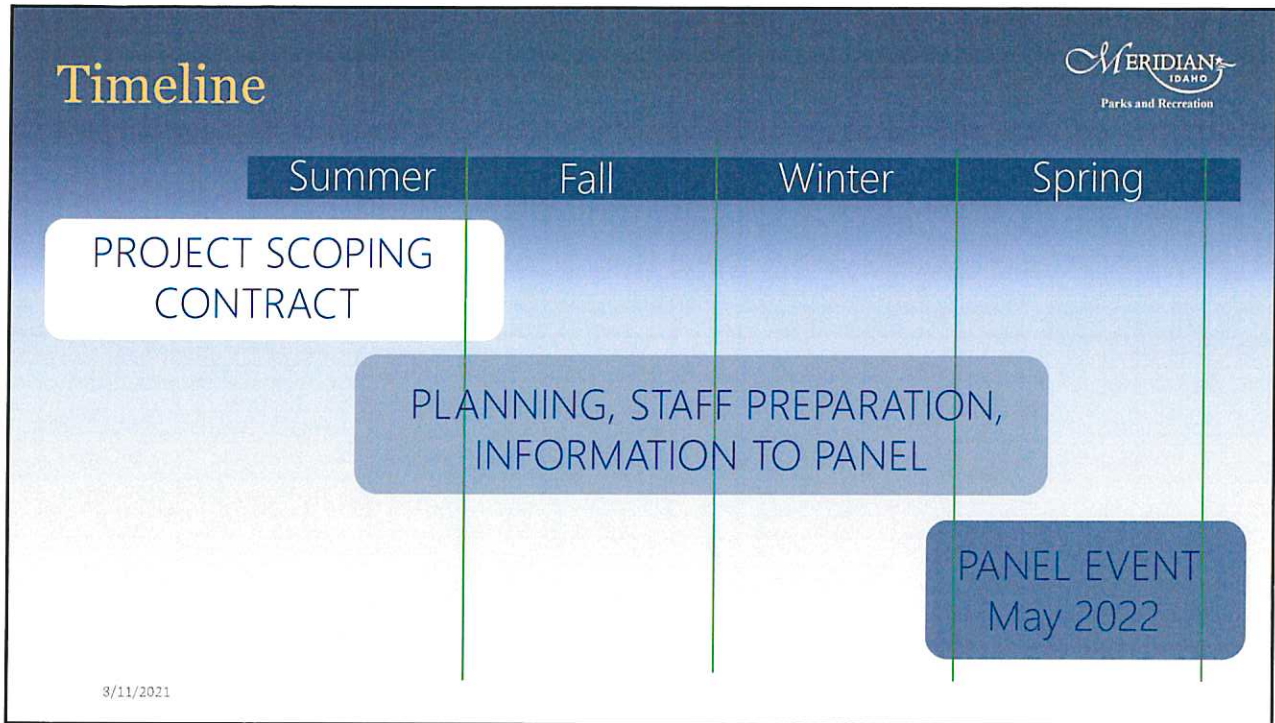 Timeline
MERIDIAN
IDAHO
Parks and Recreation
Summer Fall Winter Spring
PROJECT SCOPING
CONTRACT
PLANNING, STAFF PREPARATION,
INFORMATION TO PANEL
PANEL EVENT
May 2022
8/11/2021